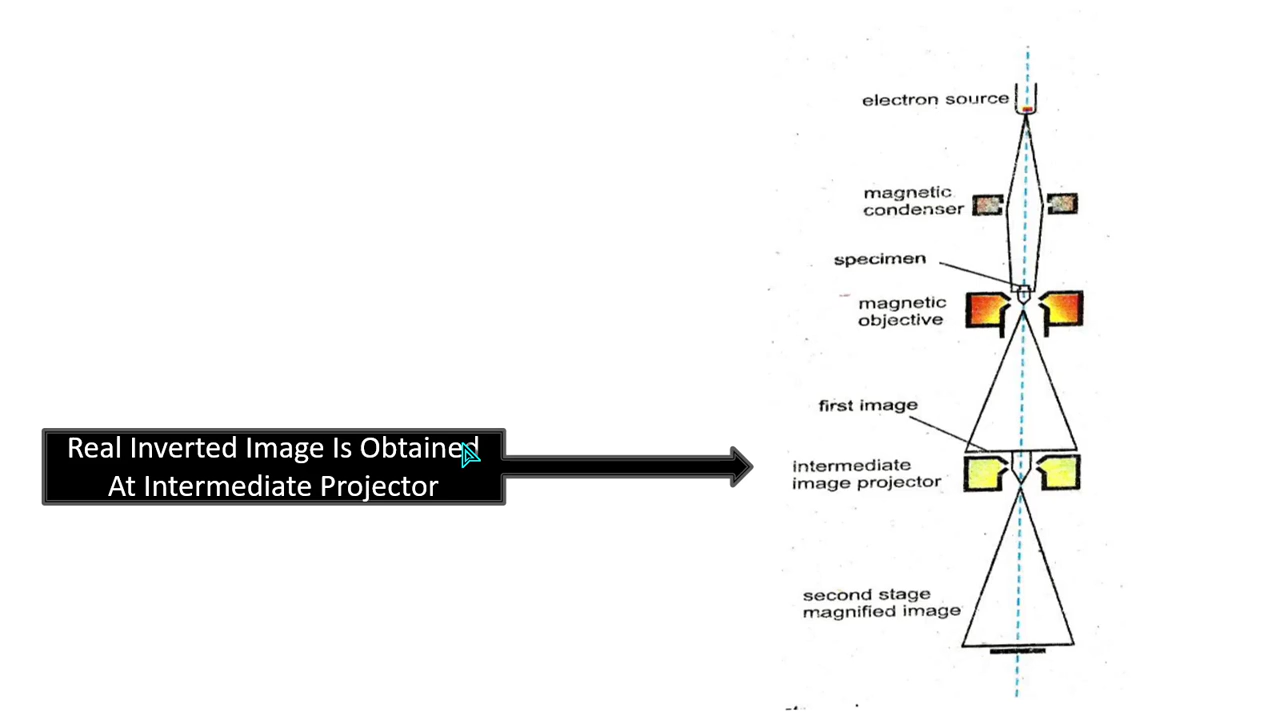 electron source
magnetic
condenser
specimen
magnetic
objective
first image
Real Inverted Image Is Obtained
At Intermediate Projector
intermediate
image projector
second stage
magnified image